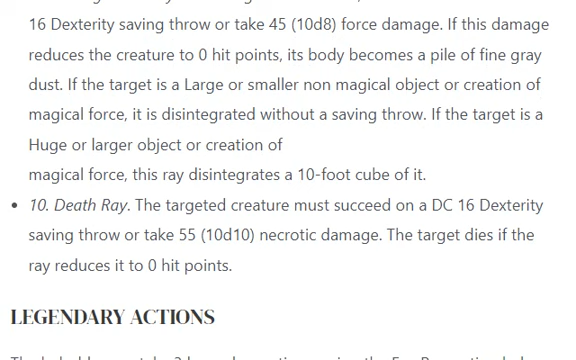 16 Dexterity saving throw or take 45 (10d8) force damage. If this damage
reduces the creature to 0 hit points, its body becomes a pile of fine gray
dust. If the target is a Large or smaller non magical object or creation of
magical force, it is disintegrated without a saving throw. If the target is a
Huge or larger object or creation of
magical force, this ray disintegrates a 10-foot cube of it.
• 10. Death Ray. The targeted creature must succeed on a DC 16 Dexterity
saving throw or take 55 (10d10) necrotic damage. The target dies if the
ray reduces it to 0 hit points.
LEGENDARY ACTIONS